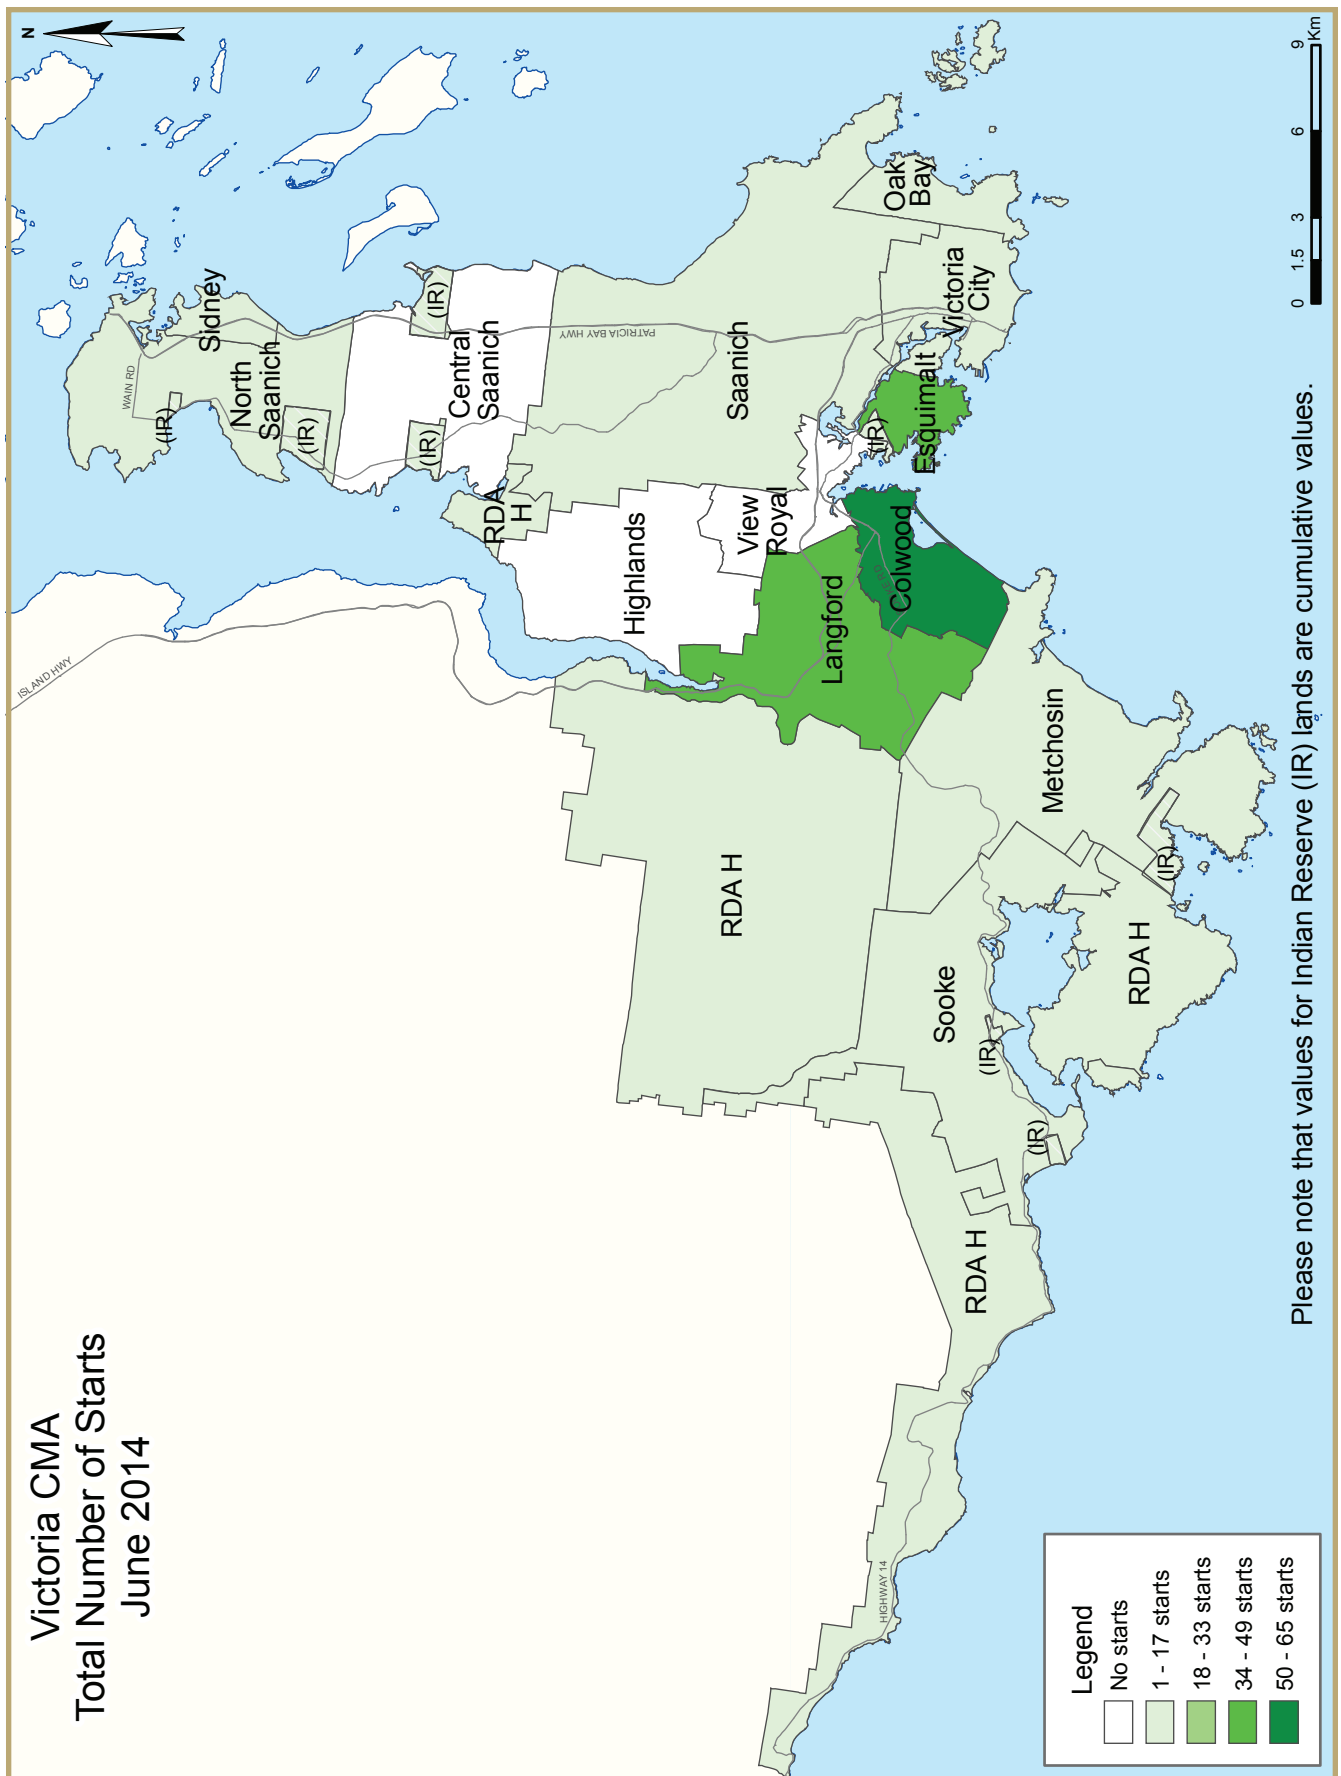 Victoria CMA
Total Number of Starts
June 2014
N
ISLAND HWY
WAIN RD
Sidney
North
Saanich
(IR)
(IR)
(IR)
Central
Saanich
(IR)
PATRICIA BAY HWY
RDA
H
Saanich
Highlands
View
Royal
Oak
Bay
Victoria
City
Esquimalt
(IR)
Langford
Colwood
Metchosin
(IR)
RDA H
RDA H
Sooke
(IR)
(IR)
RDA H
HIGHWAY 14
Legend
No starts
1 - 17 starts
18 - 33 starts
34 - 49 starts
50 - 65 starts
0 1.5 3 6 9
Km
Please note that values for Indian Reserve (IR) lands are cumulative values.